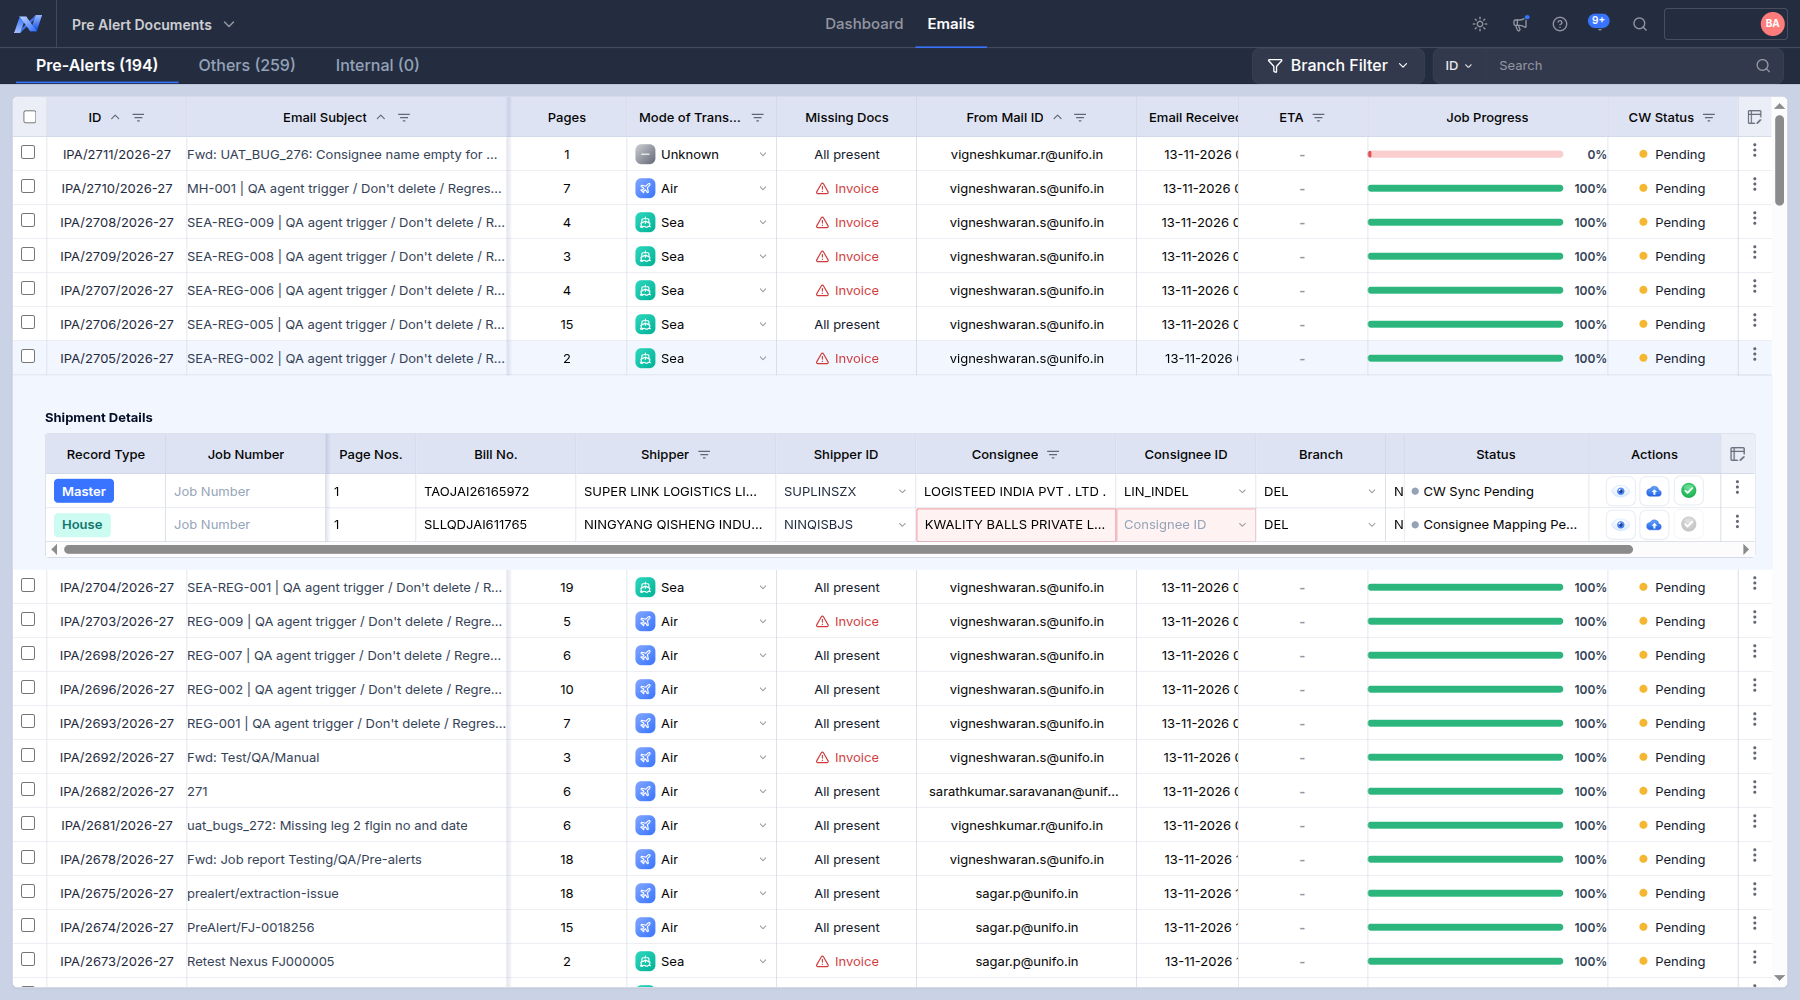 Pre Alert Documents Dashboard Emails 9+ BA
Pre-Alerts (194) Others (259) Internal (0) Branch Filter ID Search
ID Email Subject Pages Mode of Trans... Missing Docs From Mail ID Email Received ETA Job Progress CW Status
IPA/2711/2026-27 Fwd: UAT_BUG_276: Consignee name empty for ... 1 Unknown All present vigneshkumar.r@unifo.in 13-11-2026 - 0% Pending
IPA/2710/2026-27 MH-001 | QA agent trigger / Don't delete / Regres... 7 Air Invoice vigneshwaran.s@unifo.in 13-11-2026 - 100% Pending
IPA/2708/2026-27 SEA-REG-009 | QA agent trigger / Don't delete / R... 4 Sea Invoice vigneshwaran.s@unifo.in 13-11-2026 - 100% Pending
IPA/2709/2026-27 SEA-REG-008 | QA agent trigger / Don't delete / R... 3 Sea Invoice vigneshwaran.s@unifo.in 13-11-2026 - 100% Pending
IPA/2707/2026-27 SEA-REG-006 | QA agent trigger / Don't delete / R... 4 Sea Invoice vigneshwaran.s@unifo.in 13-11-2026 - 100% Pending
IPA/2706/2026-27 SEA-REG-005 | QA agent trigger / Don't delete / R... 15 Sea All present vigneshwaran.s@unifo.in 13-11-2026 - 100% Pending
IPA/2705/2026-27 SEA-REG-002 | QA agent trigger / Don't delete / R... 2 Sea Invoice vigneshwaran.s@unifo.in 13-11-2026 - 100% Pending
Shipment Details
Record Type Job Number Page Nos. Bill No. Shipper Shipper ID Consignee Consignee ID Branch Status Actions
Master Job Number 1 TAOJAI26165972 SUPER LINK LOGISTICS LI... SUPLINSZX LOGISTEED INDIA PVT . LTD . LIN_INDEL DEL N CW Sync Pending
House Job Number 1 SLLQDJAI611765 NINGYANG QISHENG INDU... NINQISBJS KWALITY BALLS PRIVATE L... Consignee ID DEL N Consignee Mapping Pe...
IPA/2704/2026-27 SEA-REG-001 | QA agent trigger / Don't delete / R... 19 Sea All present vigneshwaran.s@unifo.in 13-11-2026 - 100% Pending
IPA/2703/2026-27 REG-009 | QA agent trigger / Don't delete / Regre... 5 Air Invoice vigneshwaran.s@unifo.in 13-11-2026 - 100% Pending
IPA/2698/2026-27 REG-007 | QA agent trigger / Don't delete / Regre... 6 Air All present vigneshwaran.s@unifo.in 13-11-2026 - 100% Pending
IPA/2696/2026-27 REG-002 | QA agent trigger / Don't delete / Regre... 10 Air All present vigneshwaran.s@unifo.in 13-11-2026 - 100% Pending
IPA/2693/2026-27 REG-001 | QA agent trigger / Don't delete / Regres... 7 Air All present vigneshwaran.s@unifo.in 13-11-2026 - 100% Pending
IPA/2692/2026-27 Fwd: Test/QA/Manual 3 Air Invoice vigneshwaran.s@unifo.in 13-11-2026 - 100% Pending
IPA/2682/2026-27 271 6 Air All present sarathkumar.saravanan@unif... 13-11-2026 - 100% Pending
IPA/2681/2026-27 uat_bugs_272: Missing leg 2 flgin no and date 6 Air All present vigneshkumar.r@unifo.in 13-11-2026 - 100% Pending
IPA/2678/2026-27 Fwd: Job report Testing/QA/Pre-alerts 18 Air All present vigneshwaran.s@unifo.in 13-11-2026 - 100% Pending
IPA/2675/2026-27 prealert/extraction-issue 18 Air All present sagar.p@unifo.in 13-11-2026 - 100% Pending
IPA/2674/2026-27 PreAlert/FJ-0018256 15 Air All present sagar.p@unifo.in 13-11-2026 - 100% Pending
IPA/2673/2026-27 Retest Nexus FJ000005 2 Sea Invoice sagar.p@unifo.in 13-11-2026 - 100% Pending